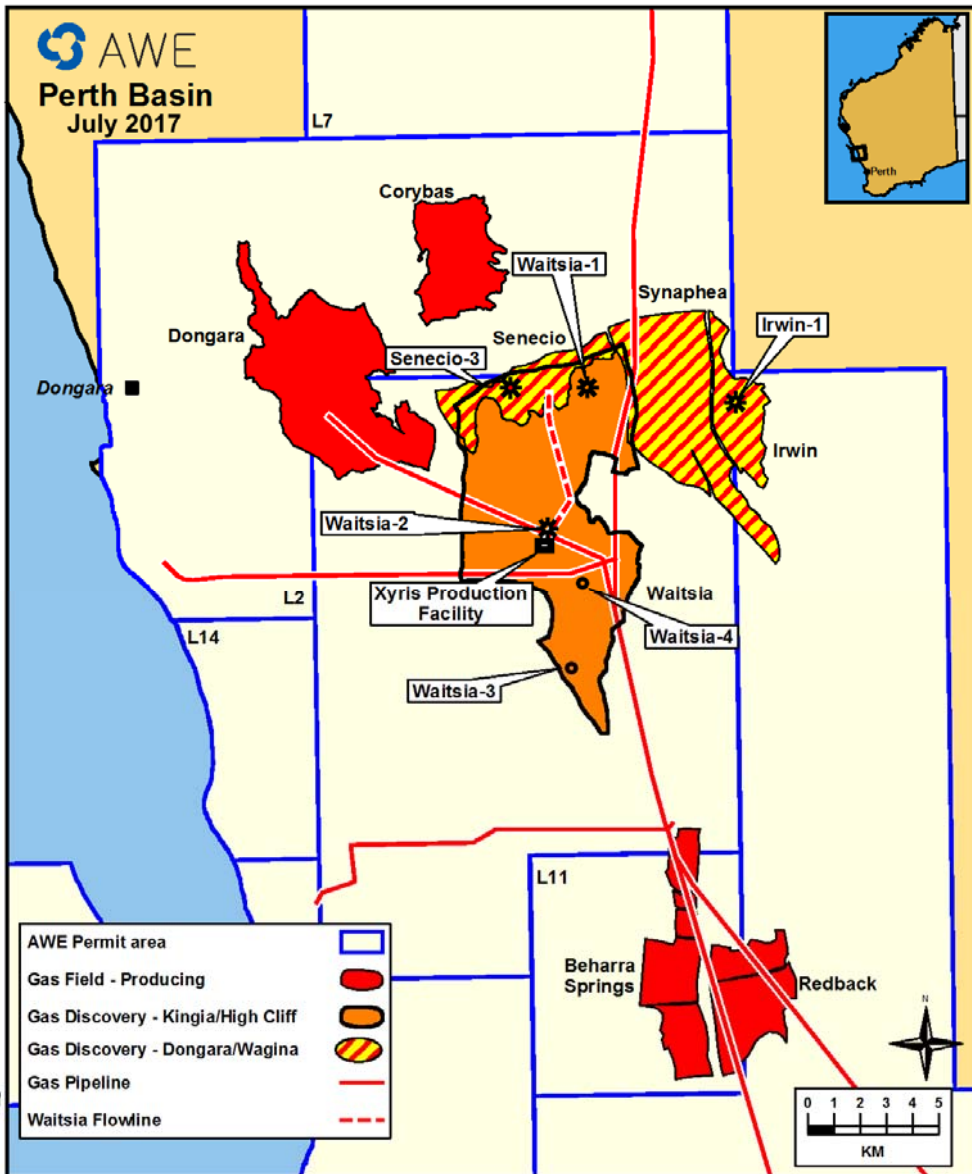 AWE
Perth Basin
July 2017
Perth
L7
Corybas
Waitsia-1
Synaphea
Dongara
Senecio
Irwin-1
Senecio-3
Dongara
Irwin
Waitsia-2
Xyris Production
Facility
Waitsia
L2
Waitsia-4
L14
Waitsia-3
L11
AWE Permit area
Gas Field - Producing
Gas Discovery - Kingia/High Cliff
Gas Discovery - Dongara/Wagina
Gas Pipeline
Waitsia Flowline
Beharra
Springs
Redback
N
0 1 2 3 4 5
KM